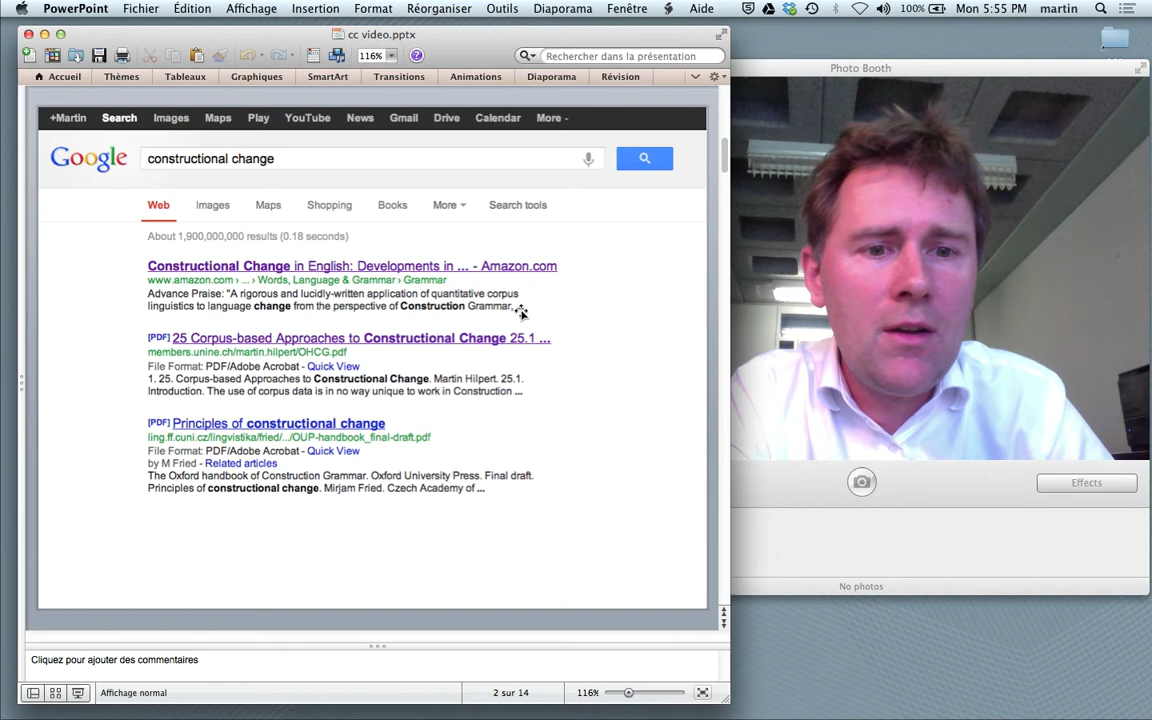 PowerPoint Fichier Édition Affichage Insertion Format Réorganiser Outils Diaporama Fenêtre Aide 100% Mon 5:55 PM martin
cc video.pptx
116% Rechercher dans la présentation
Accueil Thèmes Tableaux Graphiques SmartArt Transitions Animations Diaporama Révision
Photo Booth
+Martin Search Images Maps Play YouTube News Gmail Drive Calendar More
Google constructional change
Web Images Maps Shopping Books More Search tools
About 1,900,000,000 results (0.18 seconds)
Constructional Change in English: Developments in ... - Amazon.com
www.amazon.com › ... › Words, Language & Grammar › Grammar
Advance Praise: "A rigorous and lucidly-written application of quantitative corpus
linguistics to language change from the perspective of Construction Grammar,
[PDF] 25 Corpus-based Approaches to Constructional Change 25.1 ...
members.unine.ch/martin.hilpert/OHCG.pdf
File Format: PDF/Adobe Acrobat - Quick View
1. 25. Corpus-based Approaches to Constructional Change. Martin Hilpert. 25.1.
Introduction. The use of corpus data is in no way unique to work in Construction ...
[PDF] Principles of constructional change
ling.ff.cuni.cz/lingvistika/fried/.../OUP-handbook_final-draft.pdf
File Format: PDF/Adobe Acrobat - Quick View
by M Fried - Related articles
The Oxford handbook of Construction Grammar. Oxford University Press. Final draft.
Principles of constructional change. Mirjam Fried. Czech Academy of ...
Effects
No photos
Cliquez pour ajouter des commentaires
Affichage normal 2 sur 14 116%